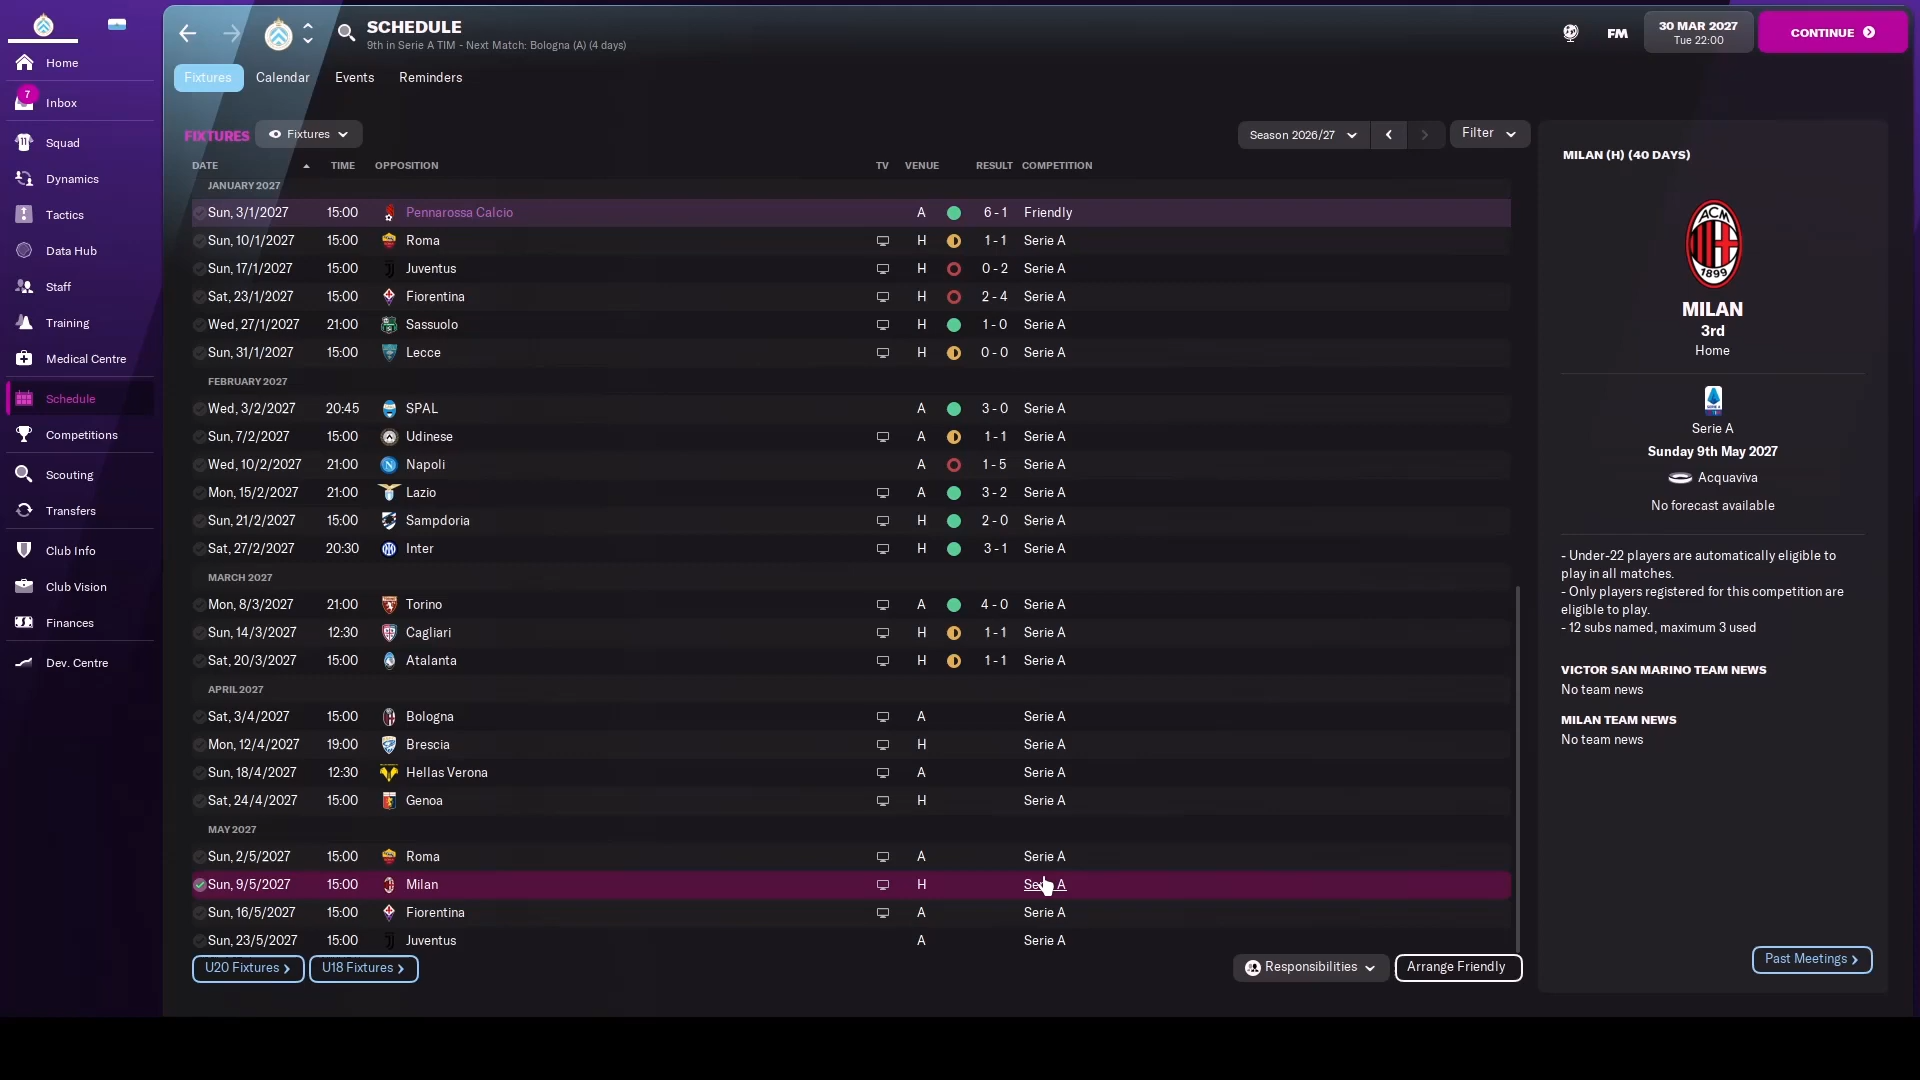 SCHEDULE
9th in Serie A TIM - Next Match: Bologna (A) (4 days)
FM
30 MAR 2027
Tue 22:00
CONTINUE
Home
7
Inbox
Squad
Dynamics
Tactics
Data Hub
Staff
Training
Medical Centre
Schedule
Competitions
Scouting
Transfers
Club Info
Club Vision
Finances
Dev. Centre
Fixtures Calendar Events Reminders
FIXTURES Fixtures Season 2026/27 Filter
DATE TIME OPPOSITION TV VENUE RESULT COMPETITION
JANUARY 2027
Sun, 3/1/2027 15:00 Pennarossa Calcio A 6 - 1 Friendly
Sun, 10/1/2027 15:00 Roma H 1 - 1 Serie A
Sun, 17/1/2027 15:00 Juventus H 0 - 2 Serie A
Sat, 23/1/2027 15:00 Fiorentina H 2 - 4 Serie A
Wed, 27/1/2027 21:00 Sassuolo H 1 - 0 Serie A
Sun, 31/1/2027 15:00 Lecce H 0 - 0 Serie A
FEBRUARY 2027
Wed, 3/2/2027 20:45 SPAL A 3 - 0 Serie A
Sun, 7/2/2027 15:00 Udinese A 1 - 1 Serie A
Wed, 10/2/2027 21:00 Napoli A 1 - 5 Serie A
Mon, 15/2/2027 21:00 Lazio A 3 - 2 Serie A
Sun, 21/2/2027 15:00 Sampdoria H 2 - 0 Serie A
Sat, 27/2/2027 20:30 Inter H 3 - 1 Serie A
MARCH 2027
Mon, 8/3/2027 21:00 Torino A 4 - 0 Serie A
Sun, 14/3/2027 12:30 Cagliari H 1 - 1 Serie A
Sat, 20/3/2027 15:00 Atalanta H 1 - 1 Serie A
APRIL 2027
Sat, 3/4/2027 15:00 Bologna A Serie A
Mon, 12/4/2027 19:00 Brescia H Serie A
Sun, 18/4/2027 12:30 Hellas Verona A Serie A
Sat, 24/4/2027 15:00 Genoa H Serie A
MAY 2027
Sun, 2/5/2027 15:00 Roma A Serie A
Sun, 9/5/2027 15:00 Milan H Serie A
Sun, 16/5/2027 15:00 Fiorentina A Serie A
Sun, 23/5/2027 15:00 Juventus A Serie A
U20 Fixtures U18 Fixtures Responsibilities Arrange Friendly
MILAN (H) (40 DAYS)
ACM
1899
MILAN
3rd
Home
Serie A
Sunday 9th May 2027
Acquaviva
No forecast available
- Under-22 players are automatically eligible to
play in all matches.
- Only players registered for this competition are
eligible to play.
- 12 subs named, maximum 3 used
VICTOR SAN MARINO TEAM NEWS
No team news
MILAN TEAM NEWS
No team news
Past Meetings